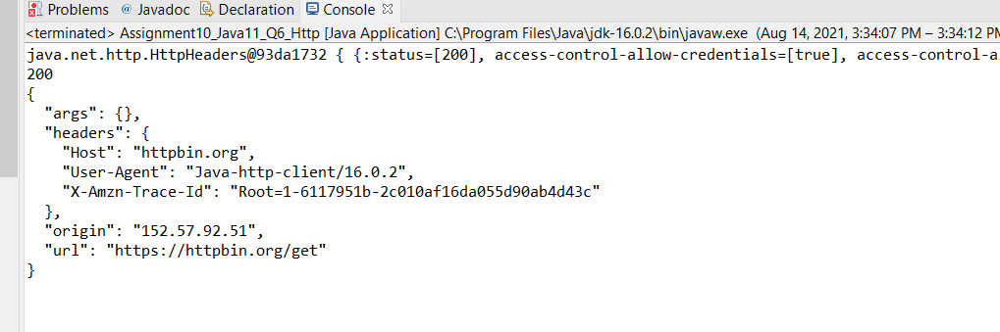 Problems @ Javadoc Declaration Console
<terminated> Assignment10_Java11_Q6_Http [Java Application] C:\Program Files\Java\jdk-16.0.2\bin\javaw.exe (Aug 14, 2021, 3:34:07 PM – 3:34:12 PM
java.net.http.HttpHeaders@93da1732 { {:status=[200], access-control-allow-credentials=[true], access-control-a
200
{
  "args": {},
  "headers": {
    "Host": "httpbin.org",
    "User-Agent": "Java-http-client/16.0.2",
    "X-Amzn-Trace-Id": "Root=1-6117951b-2c010af16da055d90ab4d43c"
  },
  "origin": "152.57.92.51",
  "url": "https://httpbin.org/get"
}